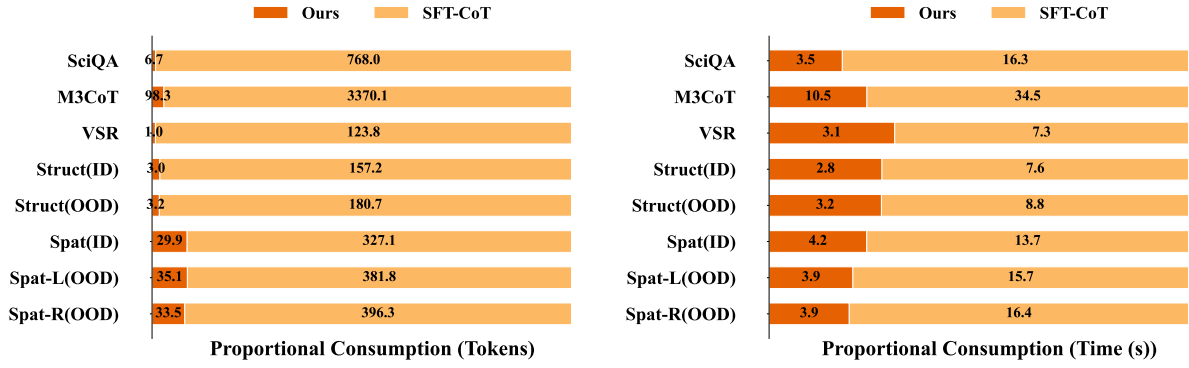 Ours SFT-CoT
SciQA 6.7 768.0
M3CoT 98.3 3370.1
VSR 1.0 123.8
Struct(ID) 3.0 157.2
Struct(OOD) 3.2 180.7
Spat(ID) 29.9 327.1
Spat-L(OOD) 35.1 381.8
Spat-R(OOD) 33.5 396.3
Proportional Consumption (Tokens)
Ours SFT-CoT
SciQA 3.5 16.3
M3CoT 10.5 34.5
VSR 3.1 7.3
Struct(ID) 2.8 7.6
Struct(OOD) 3.2 8.8
Spat(ID) 4.2 13.7
Spat-L(OOD) 3.9 15.7
Spat-R(OOD) 3.9 16.4
Proportional Consumption (Time (s))